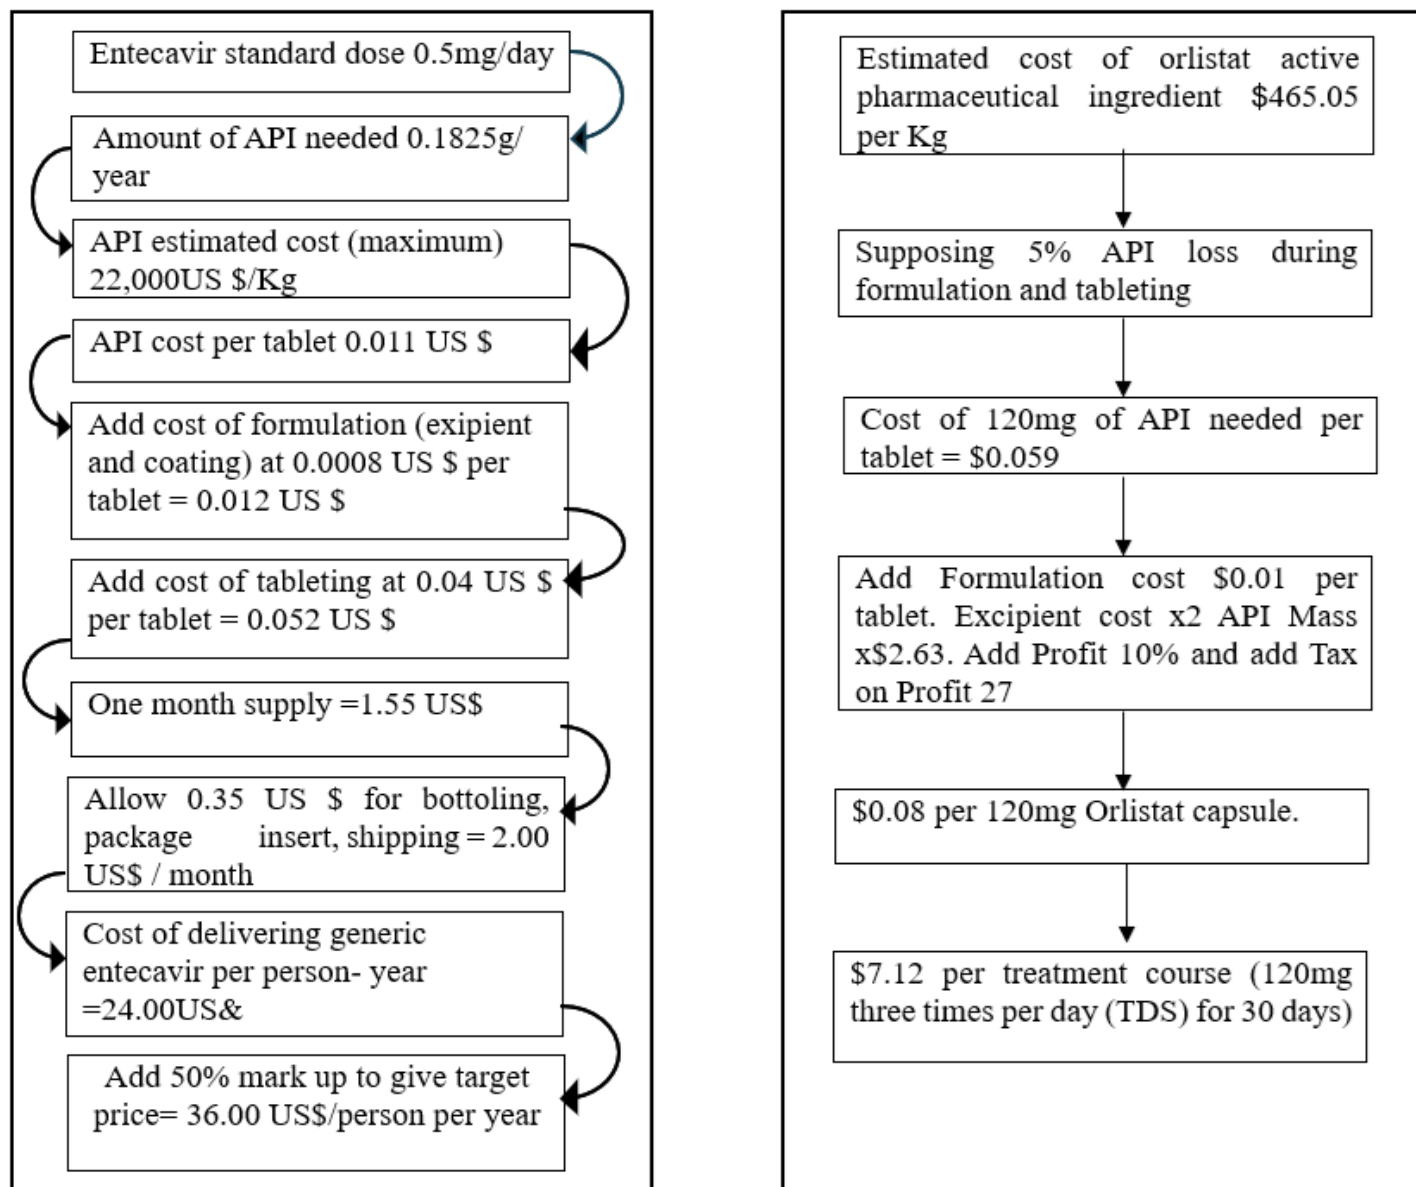 Entecavir standard dose 0.5mg/day
Amount of API needed 0.1825g/
year
API estimated cost (maximum)
22,000US $/Kg
API cost per tablet 0.011 US $
Add cost of formulation (exipient
and coating) at 0.0008 US $ per
tablet = 0.012 US $
Add cost of tableting at 0.04 US $
per tablet = 0.052 US $
One month supply =1.55 US$
Allow 0.35 US $ for bottoling,
package insert, shipping = 2.00
US$ / month
Cost of delivering generic
entecavir per person- year
=24.00US&
Add 50% mark up to give target
price= 36.00 US$/person per year
Estimated cost of orlistat active
pharmaceutical ingredient $465.05
per Kg
Supposing 5% API loss during
formulation and tableting
Cost of 120mg of API needed per
tablet = $0.059
Add Formulation cost $0.01 per
tablet. Excipient cost x2 API Mass
x$2.63. Add Profit 10% and add Tax
on Profit 27
$0.08 per 120mg Orlistat capsule.
$7.12 per treatment course (120mg
three times per day (TDS) for 30 days)